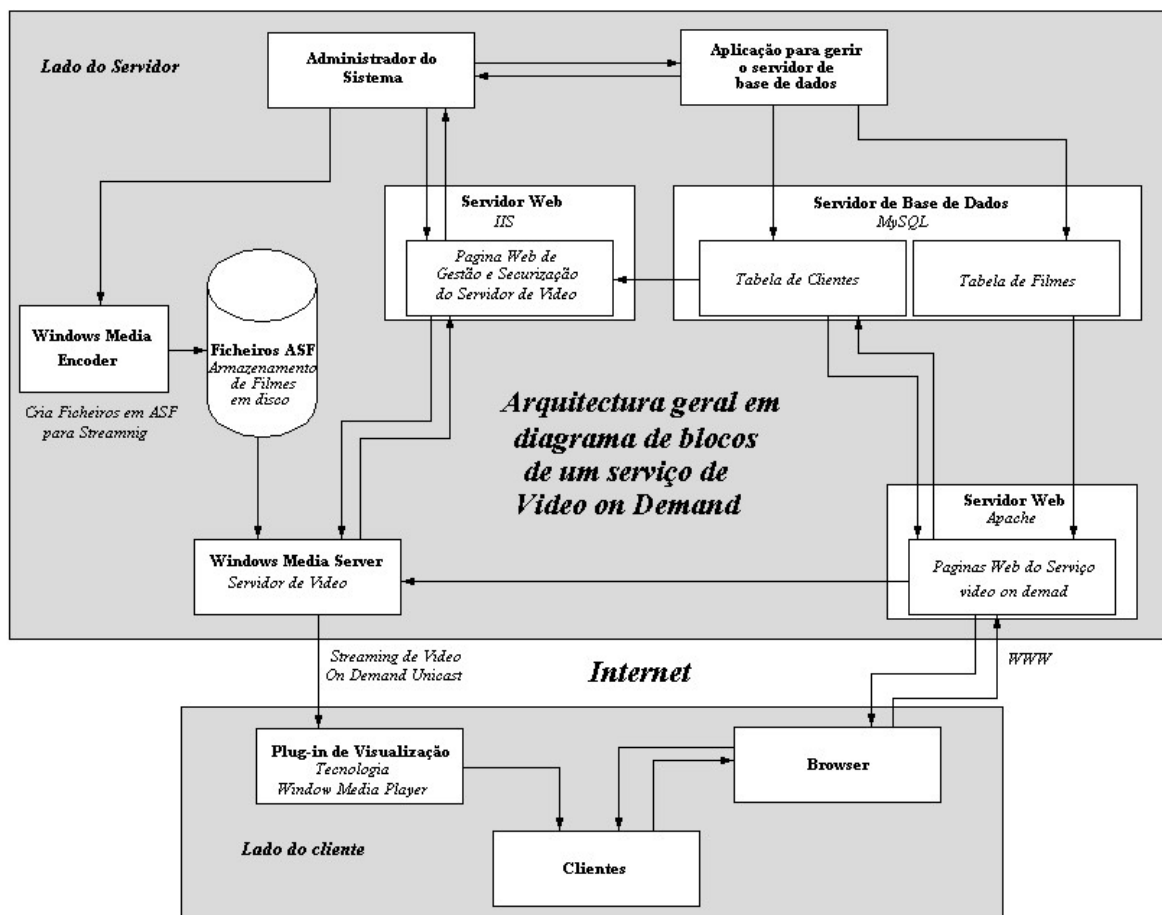 Lado do Servidor
Administrador do
Sistema
Aplicação para gerir
o servidor de
base de dados
Servidor Web
IIS
Pagina Web de
Gestão e Securização
do Servidor de Video
Servidor de Base de Dados
MySQL
Tabela de Clientes
Tabela de Filmes
Windows Media
Encoder
Cria Ficheiros em ASF
para Streamnig
Ficheiros ASF
Armazenamento
de Filmes
em disco
Arquitectura geral em
diagrama de blocos
de um serviço de
Video on Demand
Servidor Web
Apache
Paginas Web do Serviço
video on demad
Windows Media Server
Servidor de Video
Streaming de Video
On Demand Unicast
Internet
WWW
Plug-in de Visualização
Tecnologia
Window Media Player
Browser
Lado do cliente
Clientes